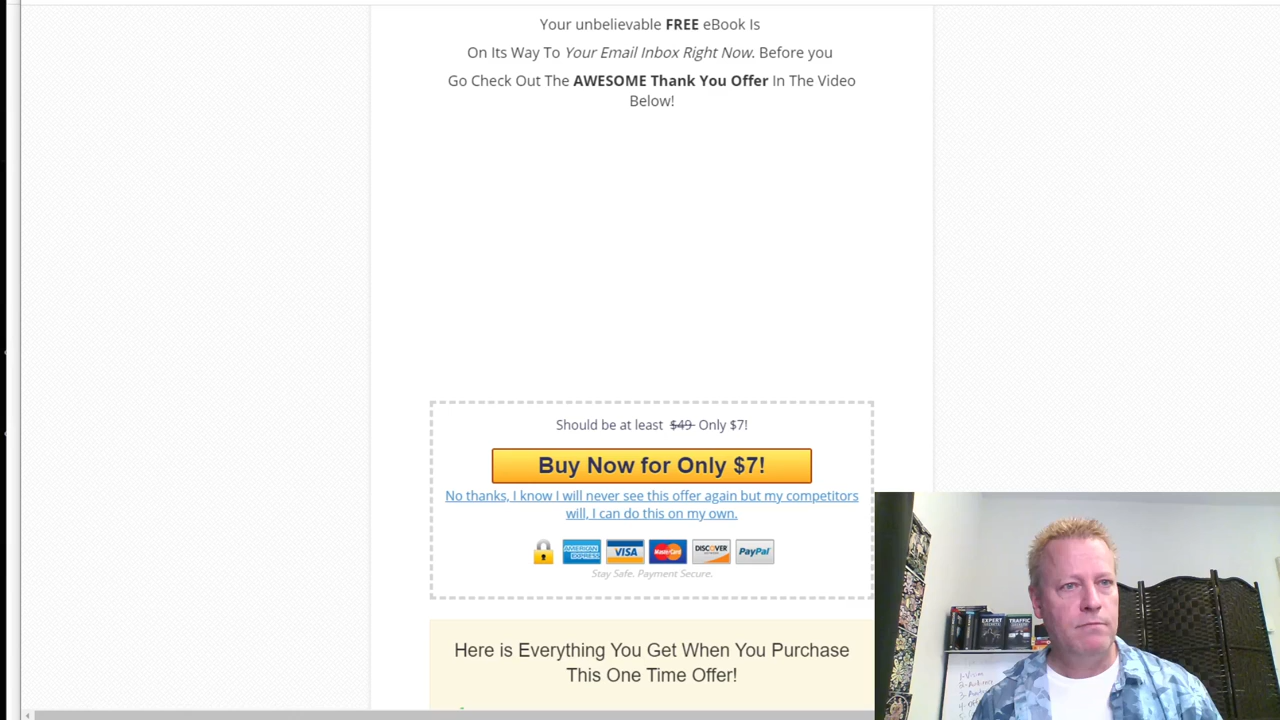 Your unbelievable FREE eBook Is
On Its Way To Your Email Inbox Right Now. Before you
Go Check Out The AWESOME Thank You Offer In The Video
Below!
Should be at least $49 Only $7!
Buy Now for Only $7!
No thanks, I know I will never see this offer again but my competitors
will, I can do this on my own.
AMERICAN EXPRESS VISA MasterCard DISCOVER PayPal
Stay Safe. Payment Secure.
Here is Everything You Get When You Purchase
This One Time Offer!
EXPERT SECRETS
TRAFFIC SECRETS